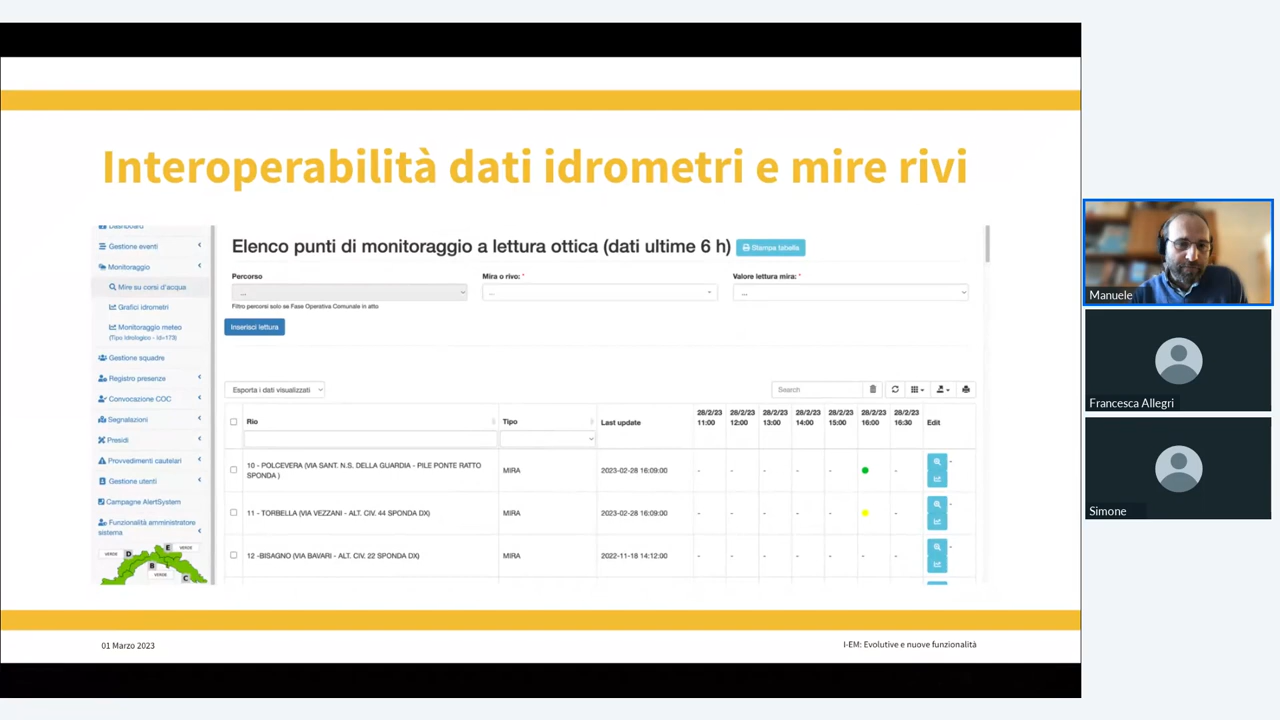 Interoperabilità dati idrometri e mire rivi
Dashboard
Gestione eventi
Monitoraggio
Mire su corsi d'acqua
Grafici idrometri
Monitoraggio meteo
(Tipo Idrologico - Id=173)
Gestione squadre
Registro presenze
Convocazione COC
Segnalazioni
Presidi
Provvedimenti cautelari
Gestione utenti
Campagne AlertSystem
Funzionalità amministratore
sistema
VERDE D E VERDE
B
VERDE
C
Elenco punti di monitoraggio a lettura ottica (dati ultime 6 h) Stampa tabella
Percorso Mira o rivo: * Valore lettura mira: *
... ... ...
Filtro percorsi solo se Fase Operativa Comunale in atto
Inserisci lettura
Esporta i dati visualizzati Search
Rio Tipo Last update 28/2/23 11:00 28/2/23 12:00 28/2/23 13:00 28/2/23 14:00 28/2/23 15:00 28/2/23 16:00 28/2/23 16:30 Edit
10 - POLCEVERA (VIA SANT. N.S. DELLA GUARDIA - PILE PONTE RATTO
SPONDA ) MIRA 2023-02-28 16:09:00 - - - - - - -
11 - TORBELLA (VIA VEZZANI - ALT. CIV. 44 SPONDA DX) MIRA 2023-02-28 16:09:00 - - - - - - -
12 -BISAGNO (VIA BAVARI - ALT. CIV. 22 SPONDA DX) MIRA 2022-11-18 14:12:00 - - - - - - - -
01 Marzo 2023
I-EM: Evolutive e nuove funzionalità
Manuele
Francesca Allegri
Simone